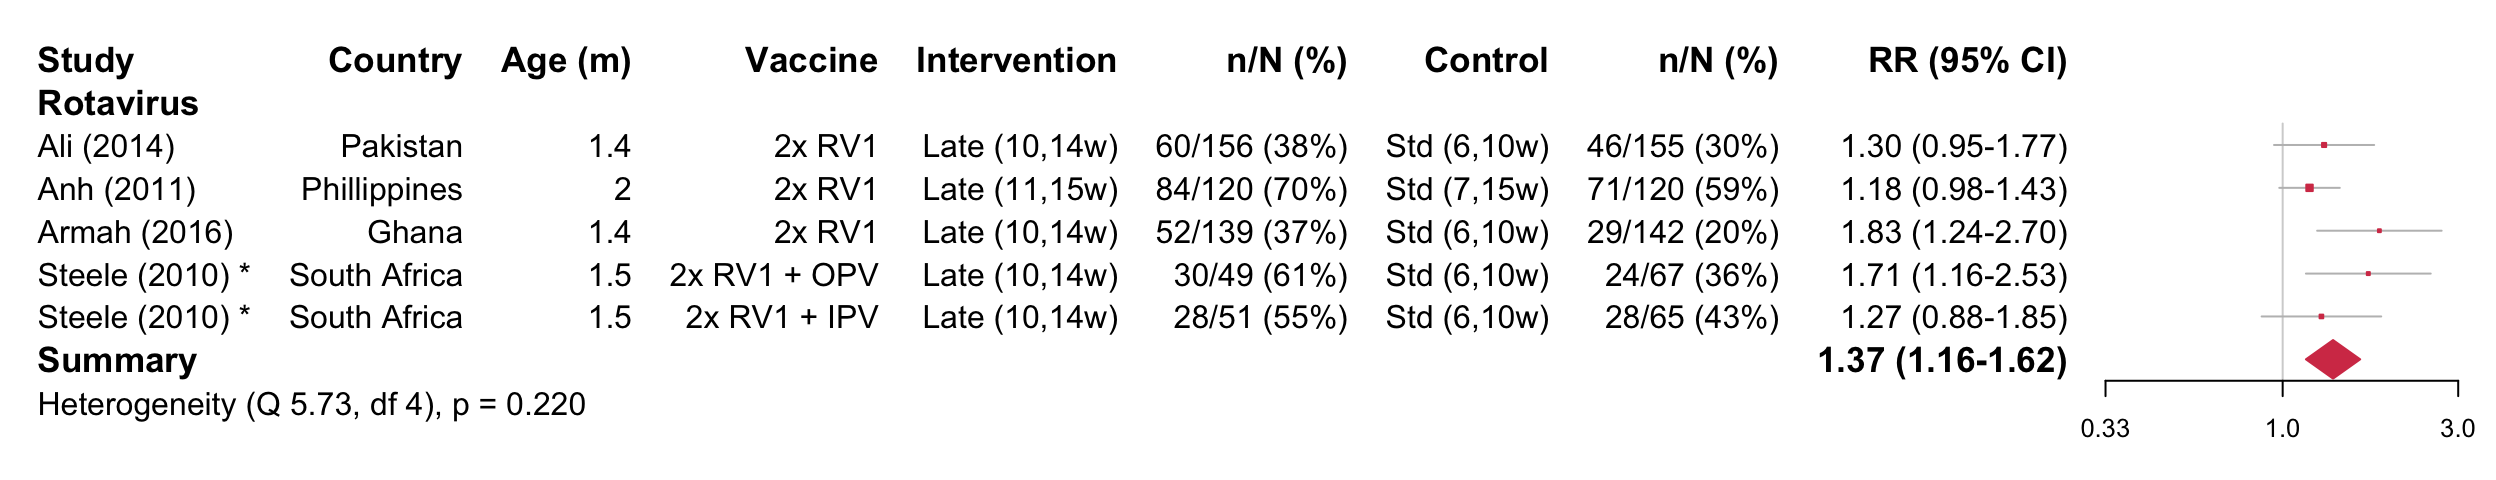 Study Country Age (m) Vaccine Intervention n/N (%) Control n/N (%) RR (95% CI)
Rotavirus
Ali (2014) Pakistan 1.4 2x RV1 Late (10,14w) 60/156 (38%) Std (6,10w) 46/155 (30%) 1.30 (0.95-1.77)
Anh (2011) Phillippines 2 2x RV1 Late (11,15w) 84/120 (70%) Std (7,15w) 71/120 (59%) 1.18 (0.98-1.43)
Armah (2016) Ghana 1.4 2x RV1 Late (10,14w) 52/139 (37%) Std (6,10w) 29/142 (20%) 1.83 (1.24-2.70)
Steele (2010) * South Africa 1.5 2x RV1 + OPV Late (10,14w) 30/49 (61%) Std (6,10w) 24/67 (36%) 1.71 (1.16-2.53)
Steele (2010) * South Africa 1.5 2x RV1 + IPV Late (10,14w) 28/51 (55%) Std (6,10w) 28/65 (43%) 1.27 (0.88-1.85)
Summary 1.37 (1.16-1.62)
Heterogeneity (Q 5.73, df 4), p = 0.220
0.33 1.0 3.0